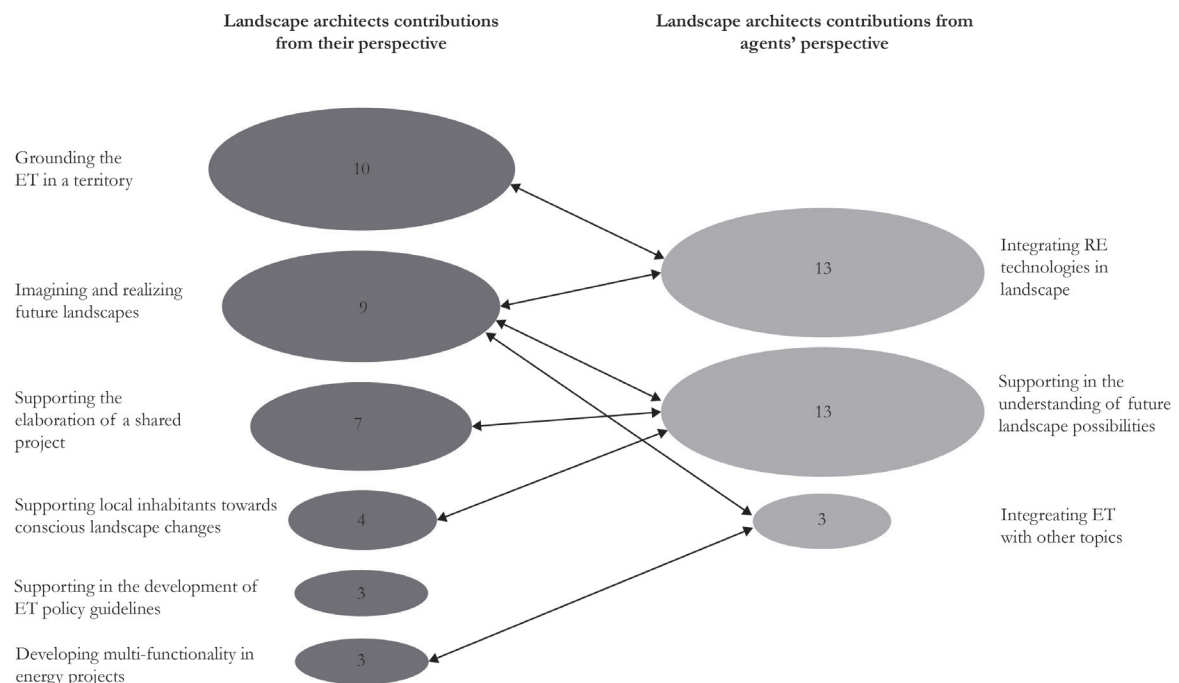 Landscape architects contributions
from their perspective
Landscape architects contributions from
agents’ perspective
Grounding the
ET in a territory
10
Imagining and realizing
future landscapes
9
Supporting the
elaboration of a shared
project
7
Supporting local inhabitants towards
conscious landscape changes
4
Supporting in the development of
ET policy guidelines
3
Developing multi-functionality in
energy projects
3
13
Integrating RE
technologies in
landscape
13
Supporting in the
understanding of future
landscape possibilities
3
Integreating ET
with other topics